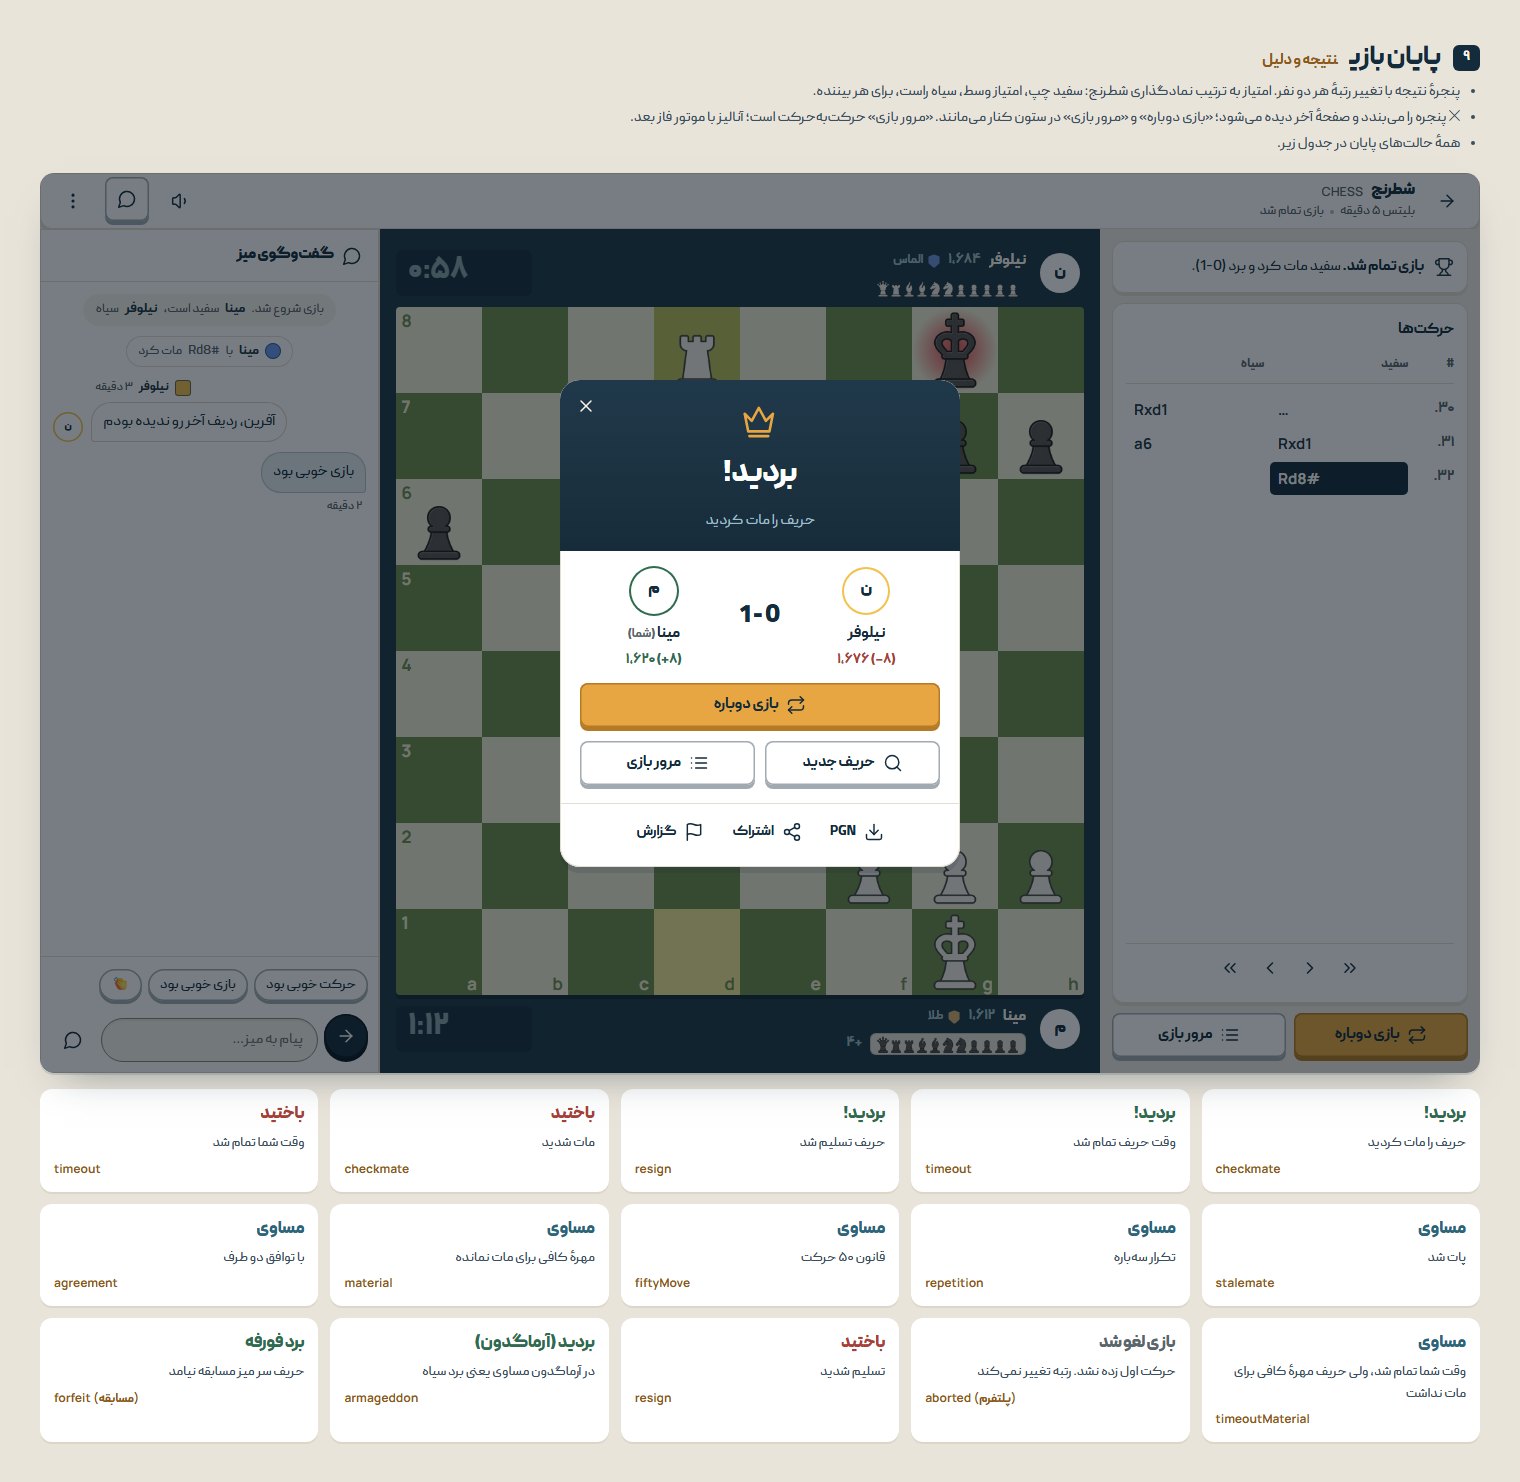 ۹ پایان بازی نتیجه و دلیل
• پنجرهٔ نتیجه با تغییر رتبهٔ هر دو نفر. امتیاز به ترتیب نمادگذاری شطرنج: سفید چپ، امتیاز وسط، سیاه راست، برای هر بیننده.
• ✕ پنجره را می‌بندد و صفحهٔ آخر دیده می‌شود؛ «بازی دوباره» و «مرور بازی» در ستون کنار می‌مانند. «مرور بازی» حرکت‌به‌حرکت است؛ آنالیز با موتور فاز بعد.
• همهٔ حالت‌های پایان در جدول زیر.
شطرنج CHESS
بلیتس ۵ دقیقه • بازی تمام شد
بازی تمام شد. سفید مات کرد و برد (1-0).
حرکت‌ها
# سفید سیاه
۳۰. ... Rxd1
۳۱. Rxd1 a6
۳۲. Rd8#
بازی دوباره
مرور بازی
ن
نیلوفر ۱,۶۸۴ الماس
۰:۵۸
8
7
6
5
4
3
2
1
a b c d e f g h
م
مینا ۱,۶۱۲ طلا
+۴
۱:۱۲
بردید!
حریف را مات کردید
ن
نیلوفر
۱,۶۷۶ (−۸)
1-0
م
مینا (شما)
۱,۶۲۰ (+۸)
بازی دوباره
حریف جدید
مرور بازی
PGN
اشتراک
گزارش
گفت‌وگوی میز
بازی شروع شد. مینا سفید است، نیلوفر سیاه
مینا با Rd8# مات کرد
نیلوفر ۳ دقیقه
ن
آفرین، ردیف آخر رو ندیده بودم
بازی خوبی بود
۲ دقیقه
حرکت خوبی بود
بازی خوبی بود
پیام به میز...
بردید!
حریف را مات کردید
checkmate
بردید!
وقت حریف تمام شد
timeout
بردید!
حریف تسلیم شد
resign
باختید
مات شدید
checkmate
باختید
وقت شما تمام شد
timeout
مساوی
پات شد
stalemate
مساوی
تکرار سه‌باره
repetition
مساوی
قانون ۵۰ حرکت
fiftyMove
مساوی
مهرهٔ کافی برای مات نمانده
material
مساوی
با توافق دو طرف
agreement
مساوی
وقت شما تمام شد، ولی حریف مهرهٔ کافی برای
مات نداشت
timeoutMaterial
بازی لغو شد
حرکت اول زده نشد. رتبه تغییر نمی‌کند
aborted (پلتفرم)
باختید
تسلیم شدید
resign
بردید (آرماگدون)
در آرماگدون مساوی یعنی برد سیاه
armageddon
برد فورفه
حریف سر میز مسابقه نیامد
forfeit (مسابقه)